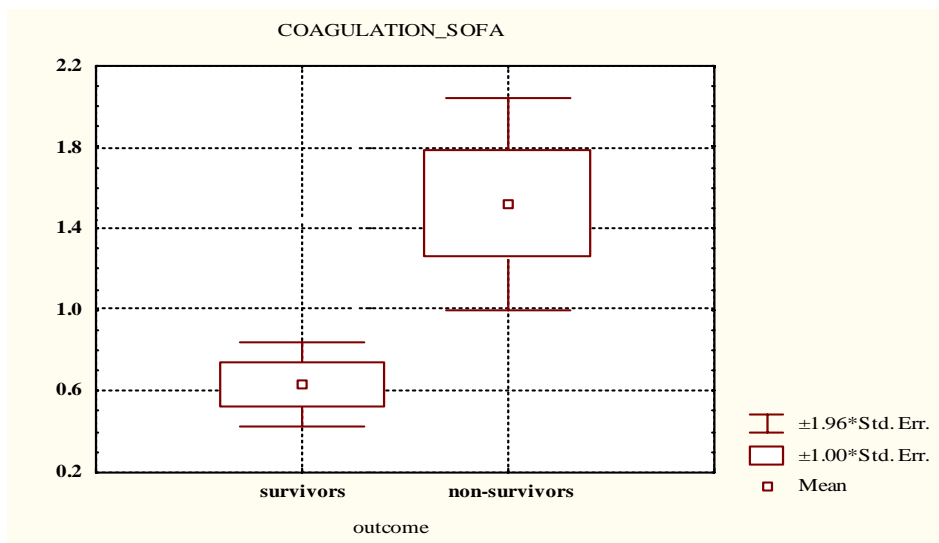 COAGULATION_SOFA
2.2
1.8
1.4
1.0
0.6
0.2
survivors
non-survivors
outcome
±1.96*Std. Err.
±1.00*Std. Err.
Mean